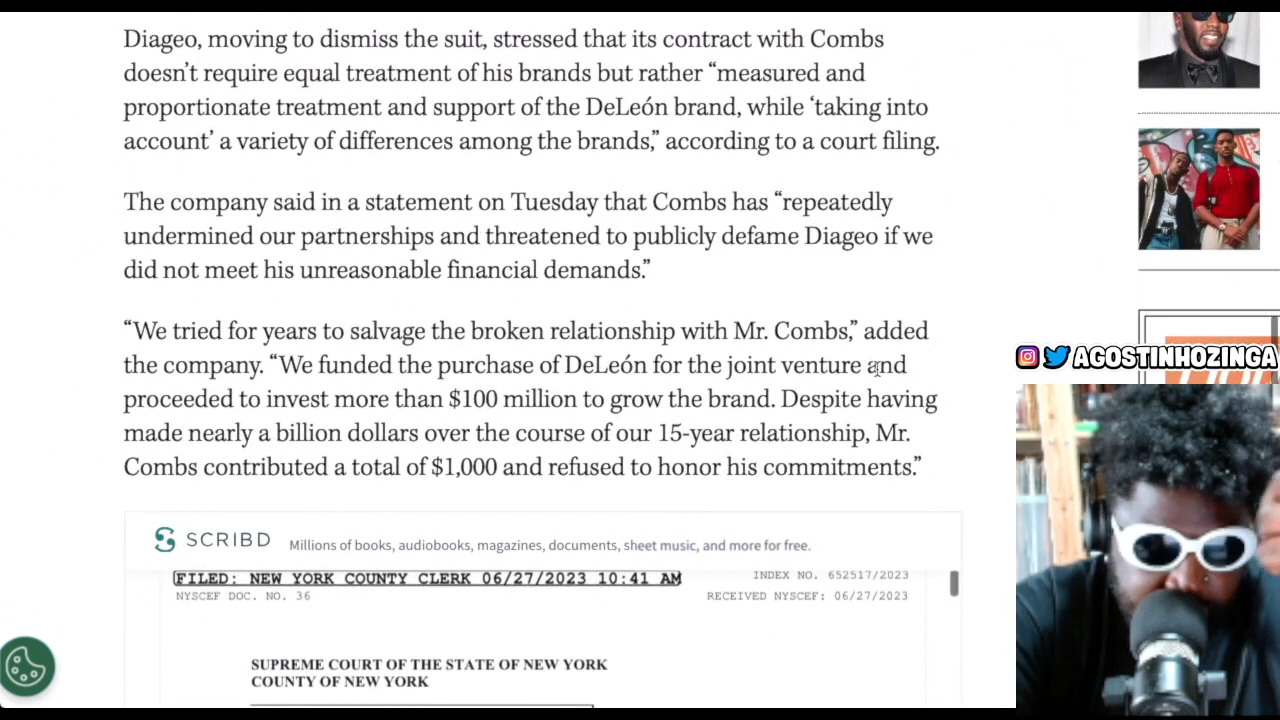 Diageo, moving to dismiss the suit, stressed that its contract with Combs
doesn’t require equal treatment of his brands but rather “measured and
proportionate treatment and support of the DeLeón brand, while ‘taking into
account’ a variety of differences among the brands,” according to a court filing.
The company said in a statement on Tuesday that Combs has “repeatedly
undermined our partnerships and threatened to publicly defame Diageo if we
did not meet his unreasonable financial demands.”
“We tried for years to salvage the broken relationship with Mr. Combs,” added
the company. “We funded the purchase of DeLeón for the joint venture and
proceeded to invest more than $100 million to grow the brand. Despite having
made nearly a billion dollars over the course of our 15-year relationship, Mr.
Combs contributed a total of $1,000 and refused to honor his commitments.”
SCRIBD Millions of books, audiobooks, magazines, documents, sheet music, and more for free.
FILED: NEW YORK COUNTY CLERK 06/27/2023 10:41 AM
INDEX NO. 652517/2023
NYSCEF DOC. NO. 36
RECEIVED NYSCEF: 06/27/2023
SUPREME COURT OF THE STATE OF NEW YORK
COUNTY OF NEW YORK
AGOSTINHOZINGA